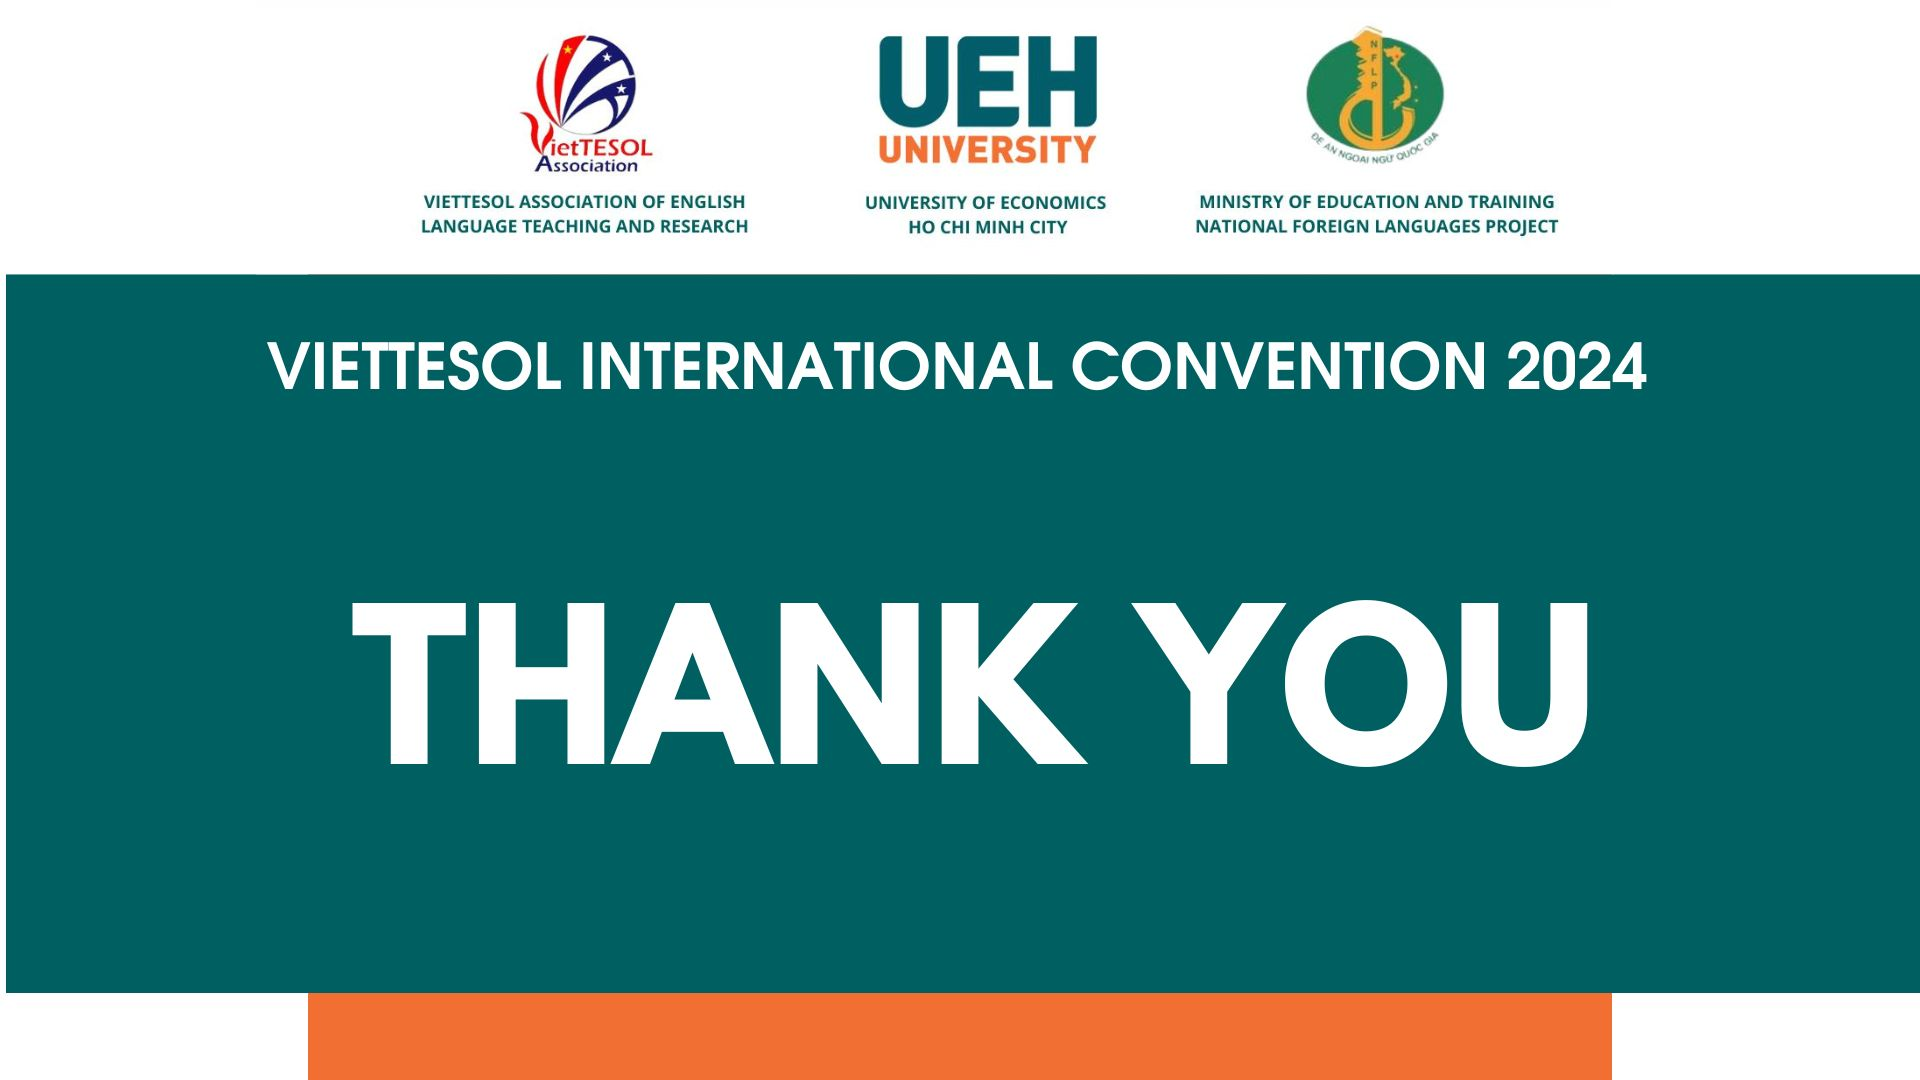 VietTESOL
Association
UEH
UNIVERSITY
NFLP
ĐỀ ÁN NGOẠI NGỮ QUỐC GIA
VIETTESOL ASSOCIATION OF ENGLISH
LANGUAGE TEACHING AND RESEARCH
UNIVERSITY OF ECONOMICS
HO CHI MINH CITY
MINISTRY OF EDUCATION AND TRAINING
NATIONAL FOREIGN LANGUAGES PROJECT
VIETTESOL INTERNATIONAL CONVENTION 2024
THANK YOU